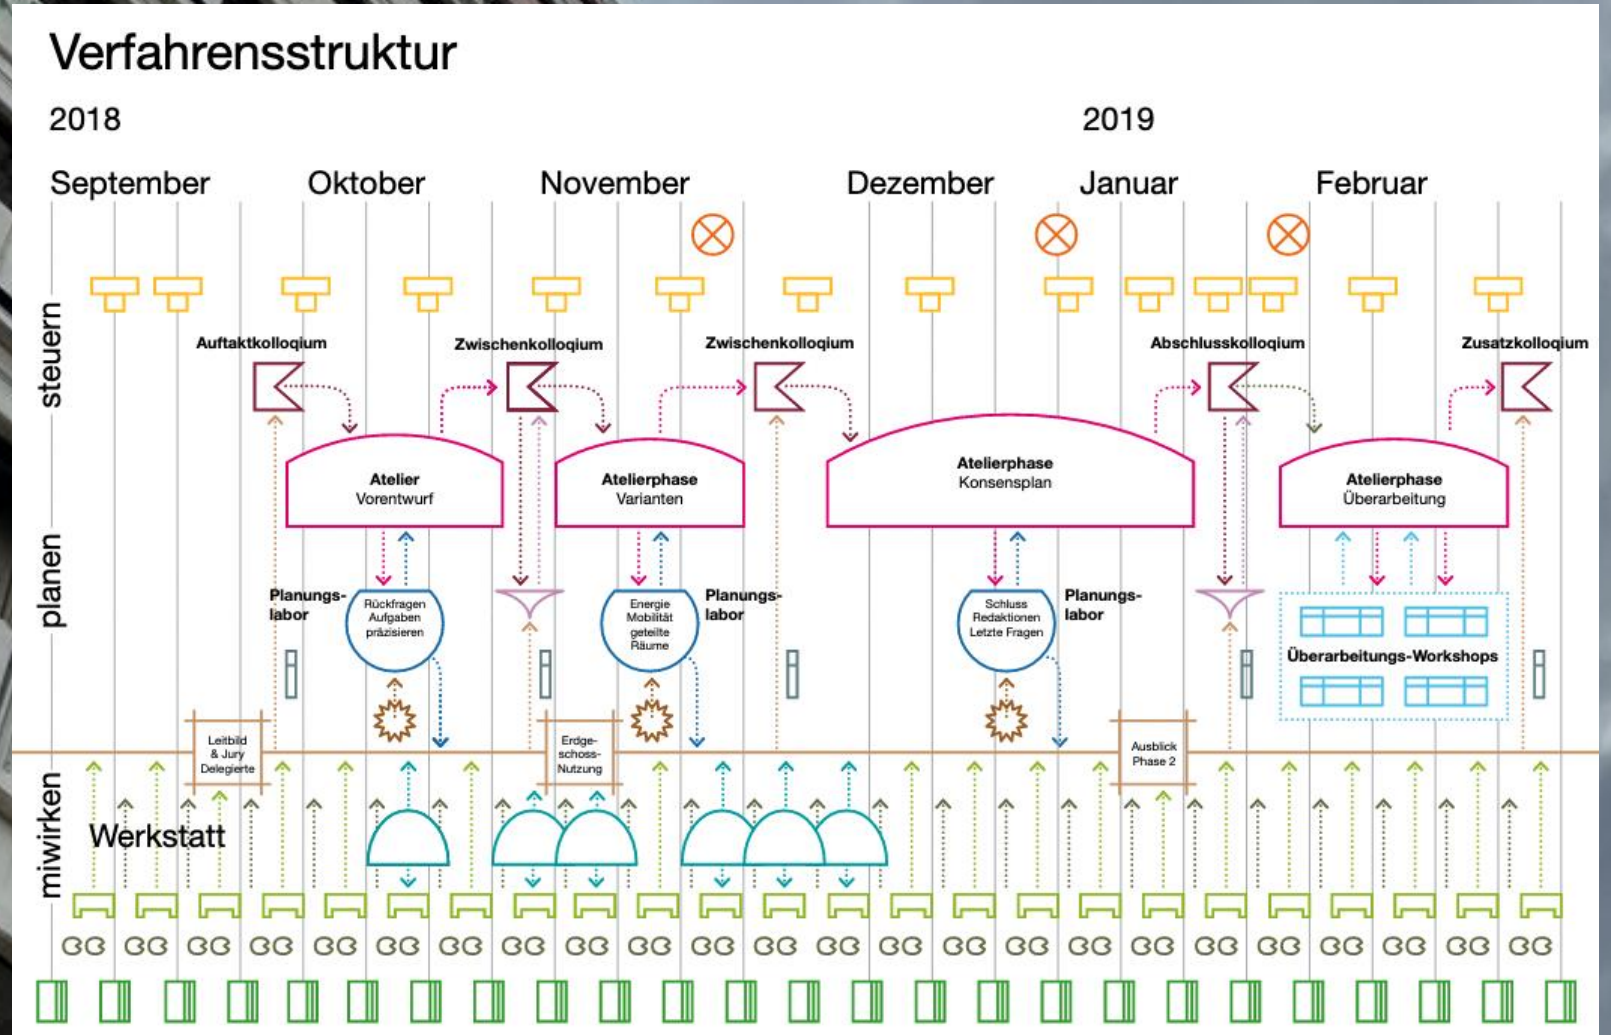 Verfahrensstruktur
2018
2019
September
Oktober
November
Dezember
Januar
Februar
steuern
Auftaktkolloqium
Zwischenkolloqium
Zwischenkolloqium
Abschlusskolloqium
Zusatzkolloqium
Atelier
Vorentwurf
Atelierphase
Varianten
Atelierphase
Konsensplan
Atelierphase
Überarbeitung
planen
Planungs-
labor
Rückfragen
Aufgaben
präzisieren
Energie
Mobilität
geteilte
Räume
Planungs-
labor
Schluss
Redaktionen
Letzte Fragen
Planungs-
labor
Überarbeitungs-Workshops
Leitbild
& Jury
Delegierte
Erdge-
schoss-
Nutzung
Ausblick
Phase 2
miwirken
Werkstatt